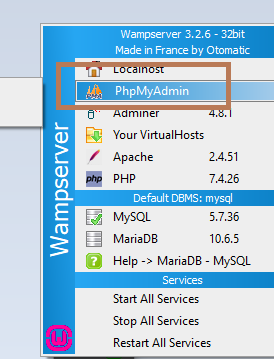 Wampserver 3.2.6 - 32bit
Made in France by Otomatic
Localhost
PhpMyAdmin
Adminer 4.8.1
Your VirtualHosts
Apache 2.4.51
php PHP 7.4.26
Default DBMS: mysql
MySQL 5.7.36
MariaDB 10.6.5
Help -> MariaDB - MySQL
Services
Start All Services
Stop All Services
Restart All Services
Wampserver